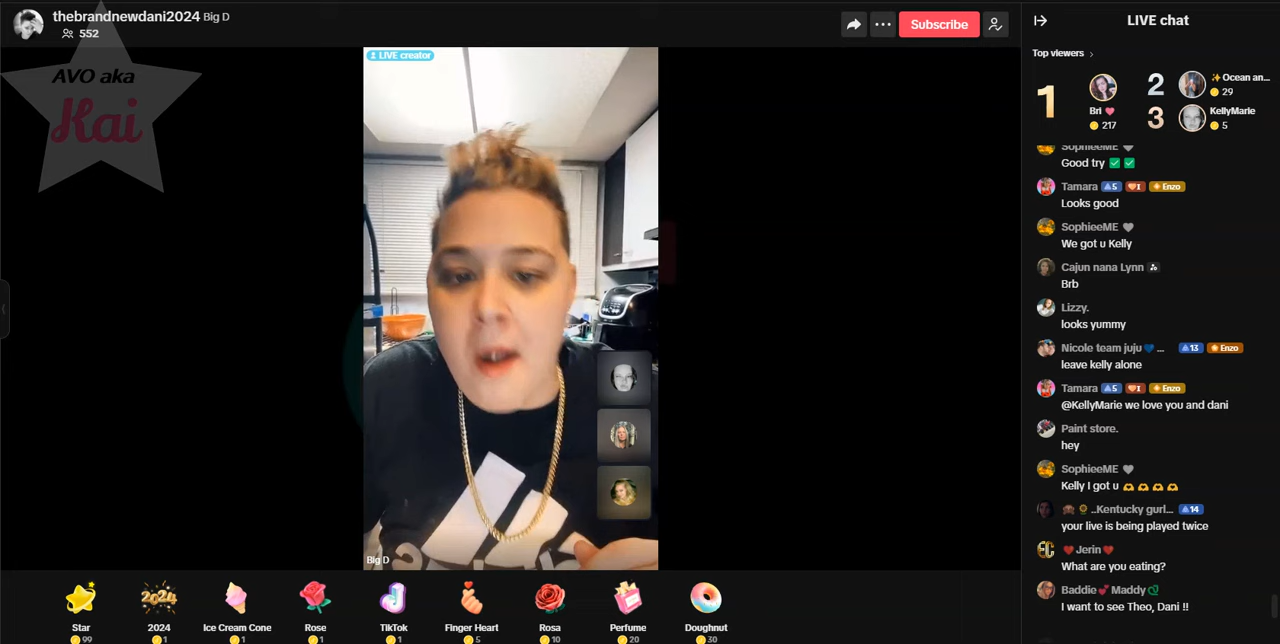 thebrandnewdani2024 Big D
552
Subscribe
AVO aka
Kai
LIVE creator
Big D
LIVE chat
Top viewers
1
Bri
217
2
Ocean an...
29
3
KellyMarie
5
SophieeME
Good try
Tamara 5 1 Enzo
Looks good
SophieeME
We got u Kelly
Cajun nana Lynn
Brb
Lizzy.
looks yummy
Nicole team juju ... 13 Enzo
leave kelly alone
Tamara 5 1 Enzo
@KellyMarie we love you and dani
Paint store.
hey
SophieeME
Kelly I got u
..Kentucky gurl... 14
your live is being played twice
Jerin
What are you eating?
Baddie Maddy
I want to see Theo, Dani !!
2024
Star
99
2024
1
Ice Cream Cone
1
Rose
1
TikTok
1
Finger Heart
5
Rosa
10
Perfume
20
Doughnut
30